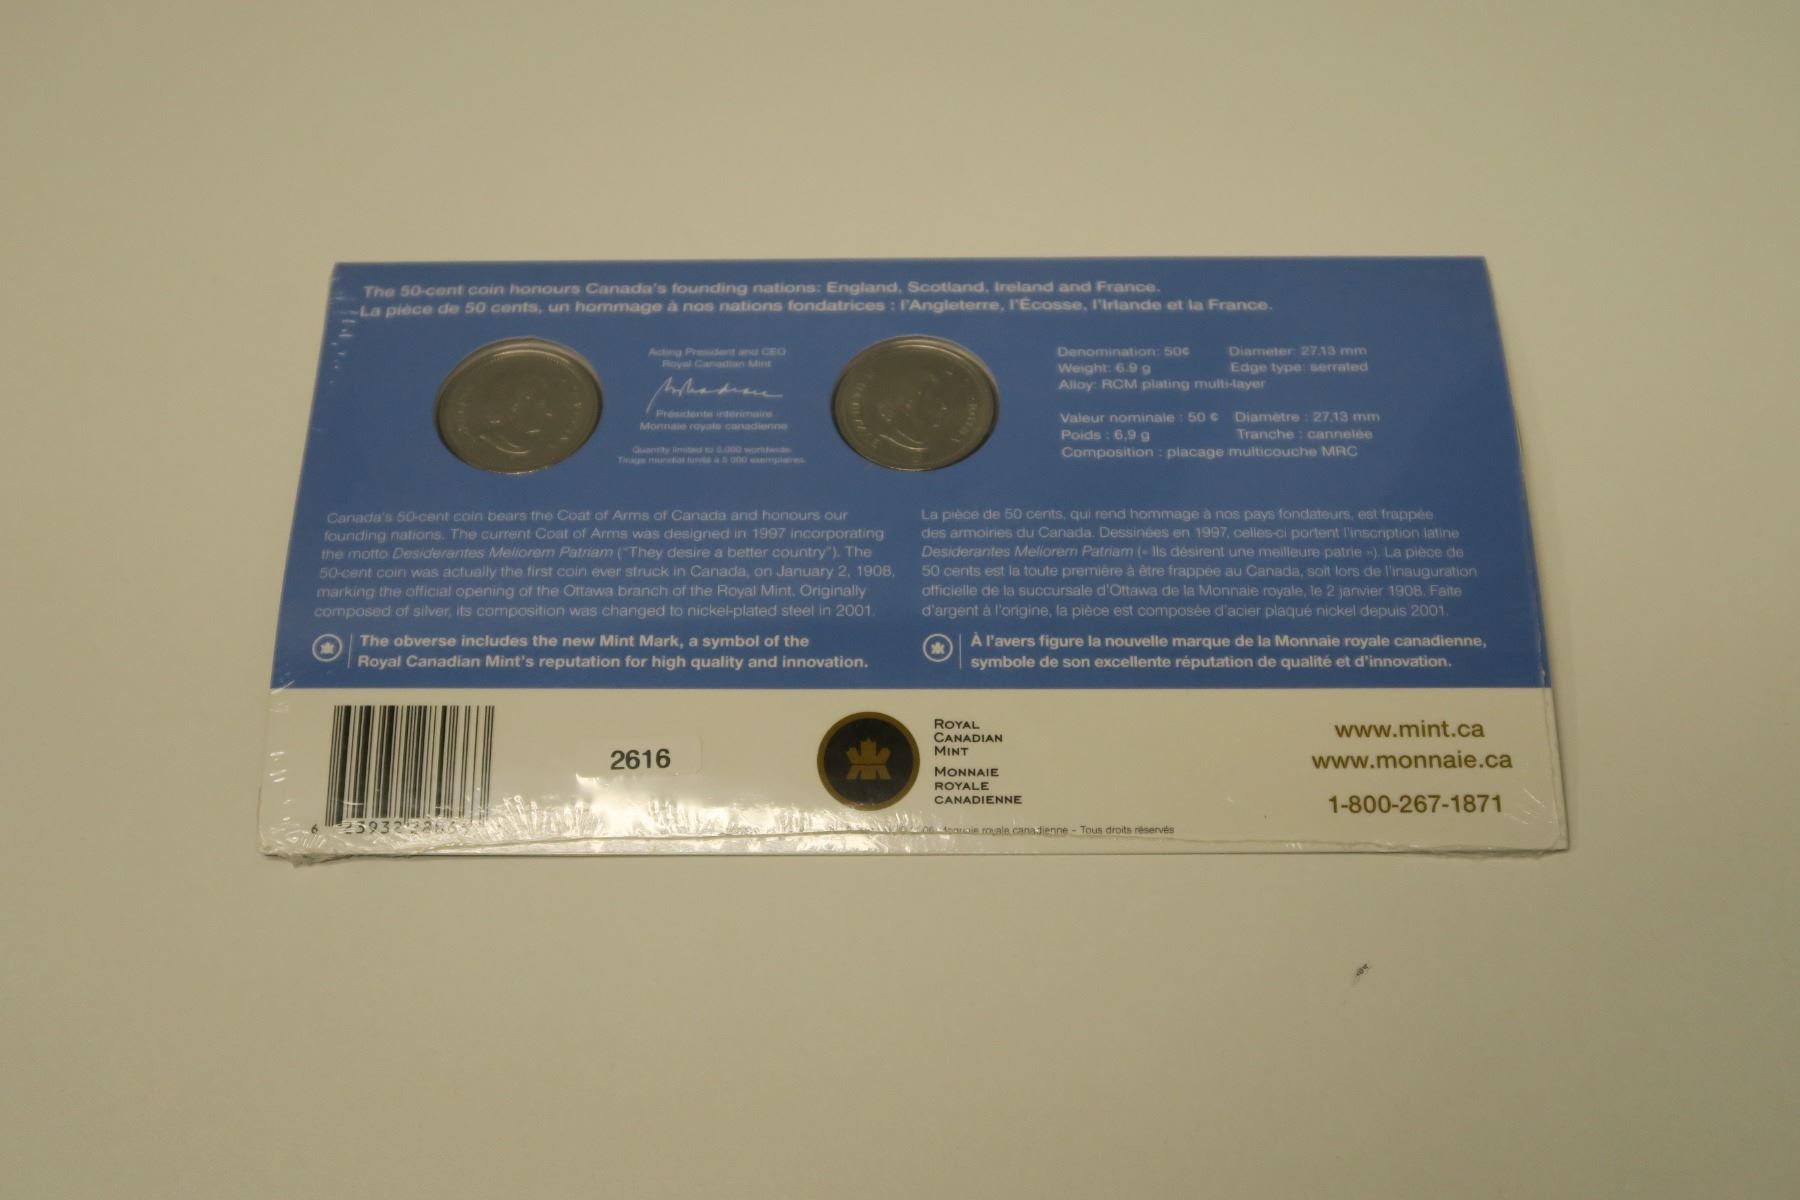 The 50-cent coin honours Canada's founding nations: England, Scotland, Ireland and France.
La pièce de 50 cents, un hommage à nos nations fondatrices : l'Angleterre, l'Écosse, l'Irlande et la France.
Acting President and CEO
Royal Canadian Mint
Présidente intérimaire
Monnaie royale canadienne
Quantity limited to 5,000 worldwide.
Tirage mondial limité à 5 000 exemplaires.
Denomination: 50¢ Diameter: 27.13 mm
Weight: 6.9 g Edge type: serrated
Alloy: RCM plating multi-layer
Valeur nominale : 50 ¢ Diamètre : 27,13 mm
Poids : 6,9 g Tranche : cannelée
Composition : placage multicouche MRC
Canada's 50-cent coin bears the Coat of Arms of Canada and honours our
founding nations. The current Coat of Arms was designed in 1997 incorporating
the motto Desiderantes Meliorem Patriam ("They desire a better country"). The
50-cent coin was actually the first coin ever struck in Canada, on January 2, 1908,
marking the official opening of the Ottawa branch of the Royal Mint. Originally
composed of silver, its composition was changed to nickel-plated steel in 2001.
The obverse includes the new Mint Mark, a symbol of the
Royal Canadian Mint's reputation for high quality and innovation.
La pièce de 50 cents, qui rend hommage à nos pays fondateurs, est frappée
des armoiries du Canada. Dessinées en 1997, celles-ci portent l'inscription latine
Desiderantes Meliorem Patriam (« Ils désirent une meilleure patrie »). La pièce de
50 cents est la toute première à être frappée au Canada, soit lors de l'inauguration
officielle de la succursale d'Ottawa de la Monnaie royale, le 2 janvier 1908. Faite
d'argent à l'origine, la pièce est composée d'acier plaqué nickel depuis 2001.
À l'avers figure la nouvelle marque de la Monnaie royale canadienne,
symbole de son excellente réputation de qualité et d'innovation.
2616
ROYAL
CANADIAN
MINT
MONNAIE
ROYALE
CANADIENNE
www.mint.ca
www.monnaie.ca
1-800-267-1871
Monnaie royale canadienne – Tous droits réservés